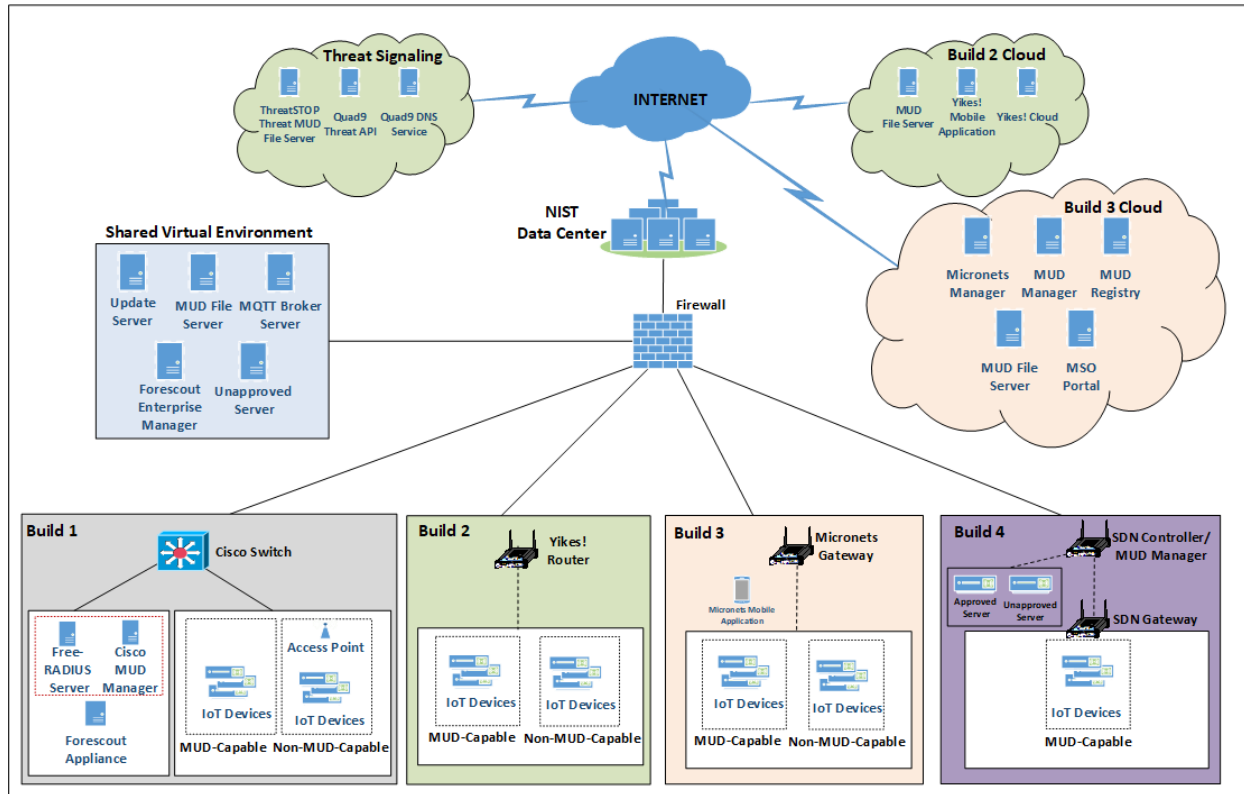 Threat Signaling
ThreatSTOP
Threat MUD
File Server
Quad9
Threat API
Quad9 DNS
Service
INTERNET
Build 2 Cloud
MUD
File Server
Yikes!
Mobile
Application
Yikes! Cloud
NIST
Data Center
Build 3 Cloud
Micronets
Manager
MUD
Manager
MUD
Registry
MUD File
Server
MSO
Portal
Shared Virtual Environment
Update
Server
MUD File
Server
MQTT Broker
Server
Forescout
Enterprise
Manager
Unapproved
Server
Firewall
Build 1
Cisco Switch
Free-
RADIUS
Server
Cisco
MUD
Manager
Forescout
Appliance
IoT Devices
MUD-Capable
Access Point
IoT Devices
Non-MUD-Capable
Build 2
Yikes!
Router
IoT Devices
MUD-Capable
IoT Devices
Non-MUD-Capable
Build 3
Micronets
Gateway
Micronets Mobile
Application
IoT Devices
MUD-Capable
IoT Devices
Non-MUD-Capable
Build 4
SDN Controller/
MUD Manager
Approved
Server
Unapproved
Server
SDN Gateway
IoT Devices
MUD-Capable